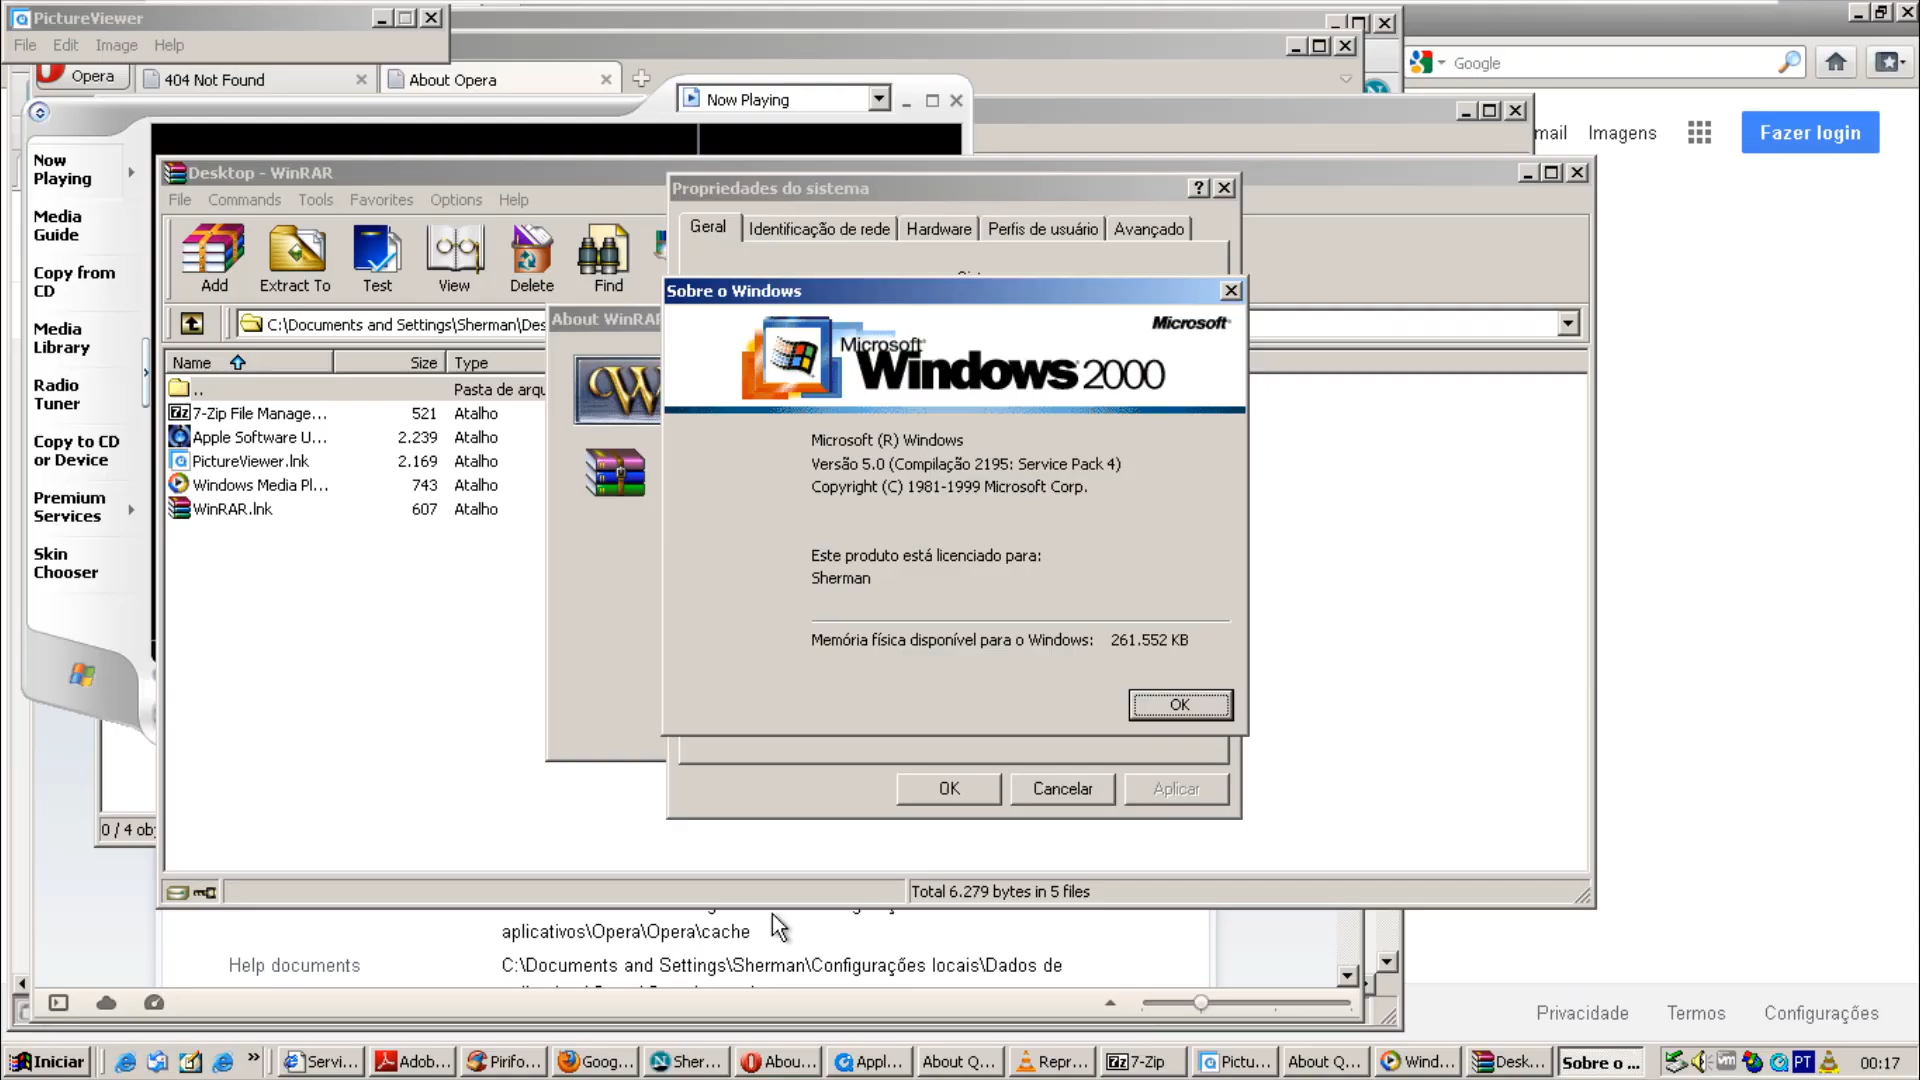 PictureViewer
File Edit Image Help
Opera
404 Not Found
About Opera
Google
Now Playing
mail Imagens
Fazer login
Now
Playing
Media
Guide
Copy from
CD
Media
Library
Radio
Tuner
Copy to CD
or Device
Premium
Services
Skin
Chooser
Desktop - WinRAR
File Commands Tools Favorites Options Help
Add Extract To Test View Delete Find
C:\Documents and Settings\Sherman\Des
Name Size Type
.. Pasta de arqu
7-Zip File Manage... 521 Atalho
Apple Software U... 2.239 Atalho
PictureViewer.lnk 2.169 Atalho
Windows Media Pl... 743 Atalho
WinRAR.lnk 607 Atalho
Total 6.279 bytes in 5 files
About WinRAR
Propriedades do sistema
Geral Identificação de rede Hardware Perfis de usuário Avançado
Sobre o Windows
Microsoft
Microsoft
Windows 2000
Microsoft (R) Windows
Versão 5.0 (Compilação 2195: Service Pack 4)
Copyright (C) 1981-1999 Microsoft Corp.
Este produto está licenciado para:
Sherman
Memória física disponível para o Windows: 261.552 KB
OK
OK Cancelar Aplicar
0 / 4 ob
aplicativos\Opera\Opera\cache
Help documents C:\Documents and Settings\Sherman\Configurações locais\Dados de
Privacidade Termos Configurações
Iniciar
Servi... Adob... Pirifo... Goog... Sher... Abou... Appl... About Q... Repr... 7-Zip Pictu... About Q... Wind... Desk... Sobre o ... PT 00:17